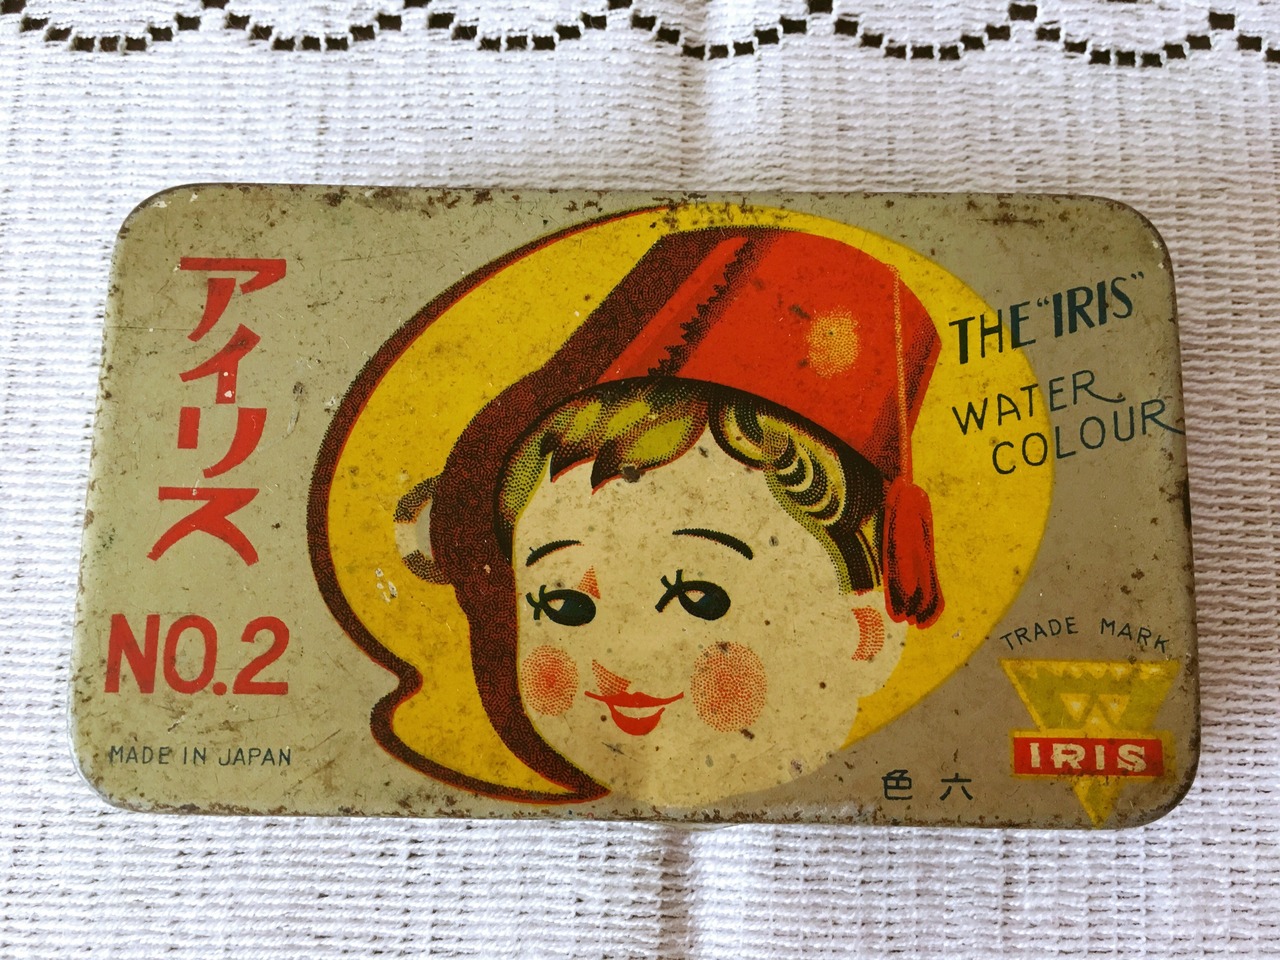 アイリス
NO.2
MADE IN JAPAN
THE "IRIS"
WATER
COLOUR
TRADE MARK
IRIS
色六